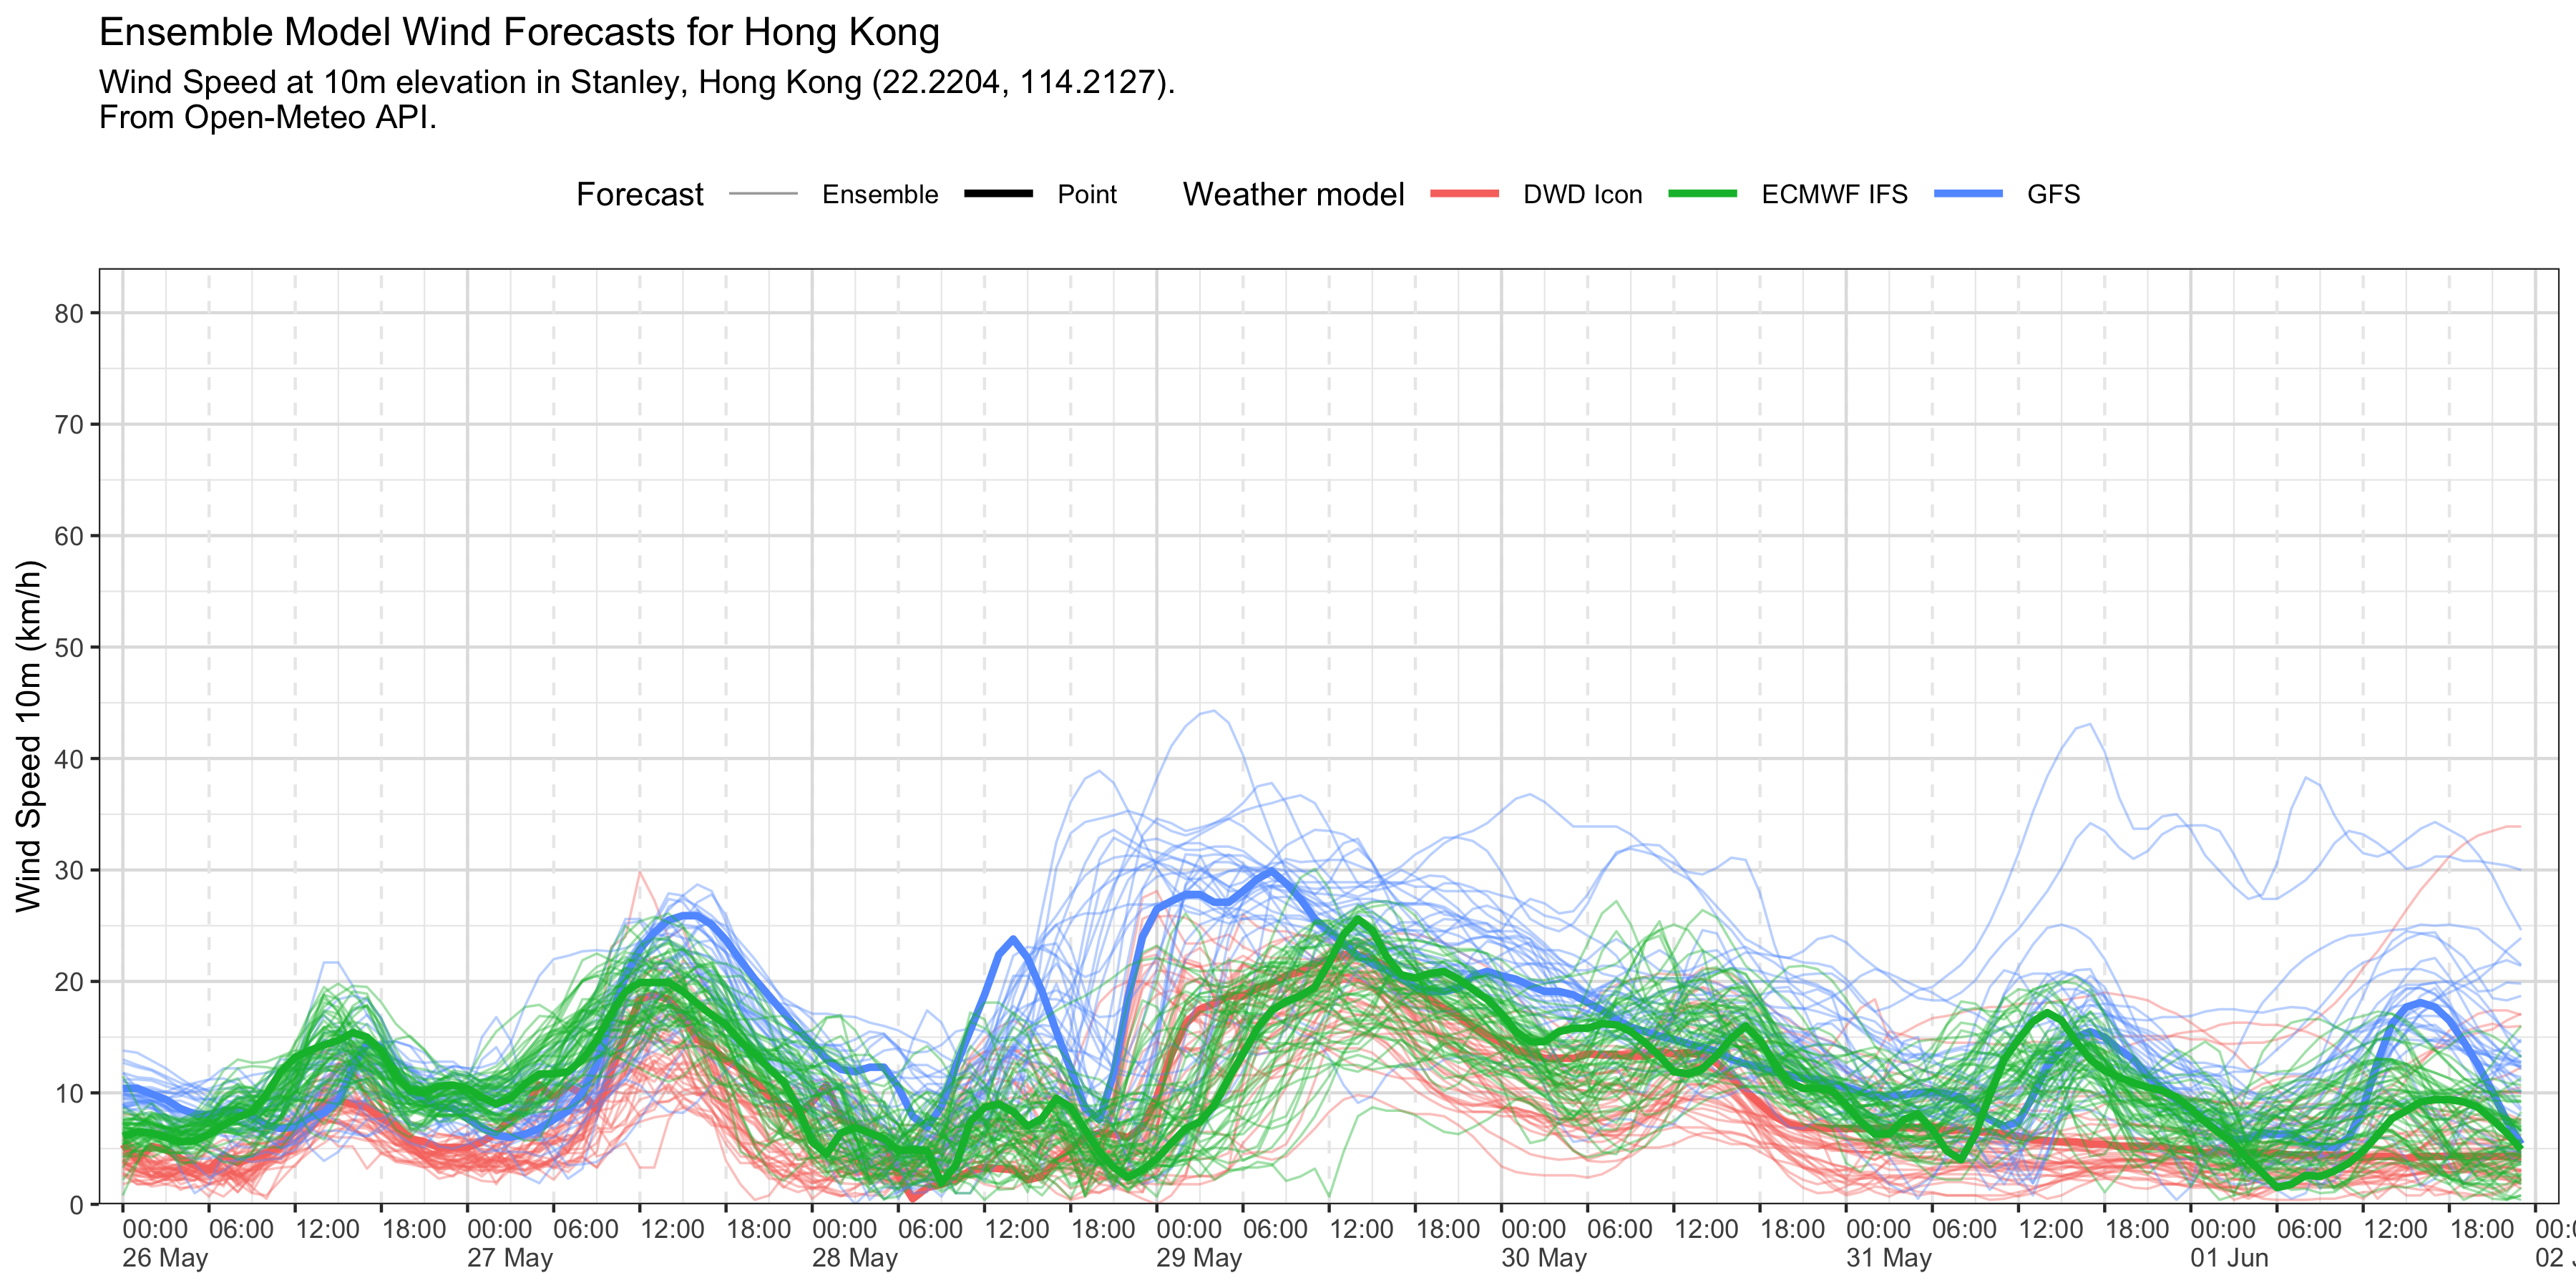 Ensemble Model Wind Forecasts for Hong Kong
Wind Speed at 10m elevation in Stanley, Hong Kong (22.2204, 114.2127).
From Open-Meteo API.
Forecast Ensemble Point Weather model DWD Icon ECMWF IFS GFS
Wind Speed 10m (km/h)
80
70
60
50
40
30
20
10
0
00:00 06:00 12:00 18:00 00:00 06:00 12:00 18:00 00:00 06:00 12:00 18:00 00:00 06:00 12:00 18:00 00:00 06:00 12:00 18:00 00:00 06:00 12:00 18:00 00:00 06:00 12:00 18:00 00:0
26 May 27 May 28 May 29 May 30 May 31 May 01 Jun 02